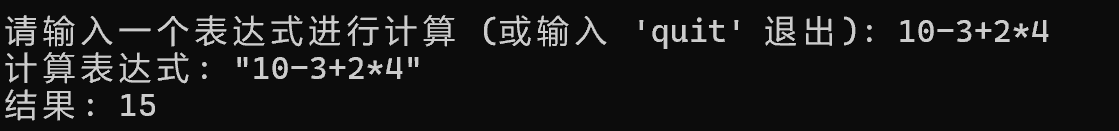 请输入一个表达式进行计算 (或输入 'quit' 退出): 10-3+2*4
计算表达式: "10-3+2*4"
结果: 15